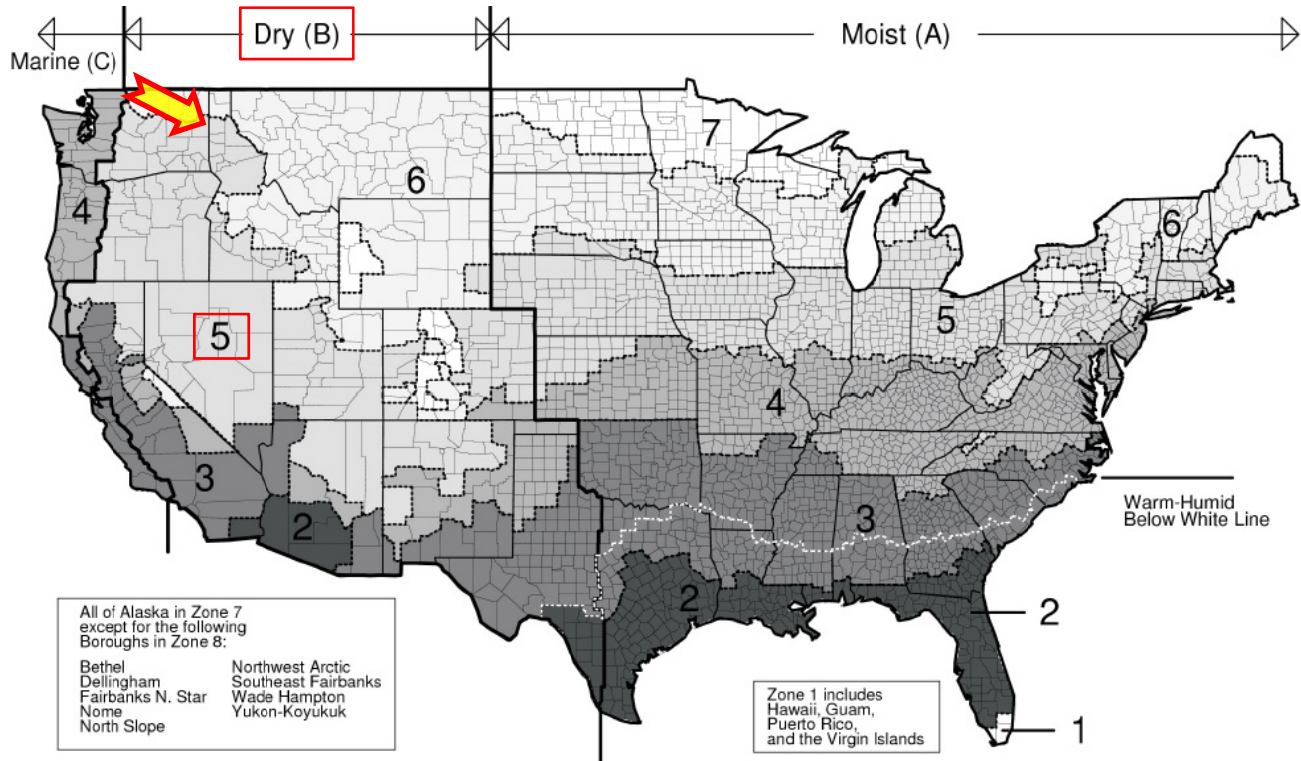 Marine (C)
Dry (B)
Moist (A)
7
6
6
4
5
5
4
3
3
2
2
2
1
Warm-Humid
Below White Line
All of Alaska in Zone 7
except for the following
Boroughs in Zone 8:
Bethel
Dellingham
Fairbanks N. Star
Nome
North Slope
Northwest Arctic
Southeast Fairbanks
Wade Hampton
Yukon-Koyukuk
Zone 1 includes
Hawaii, Guam,
Puerto Rico,
and the Virgin Islands